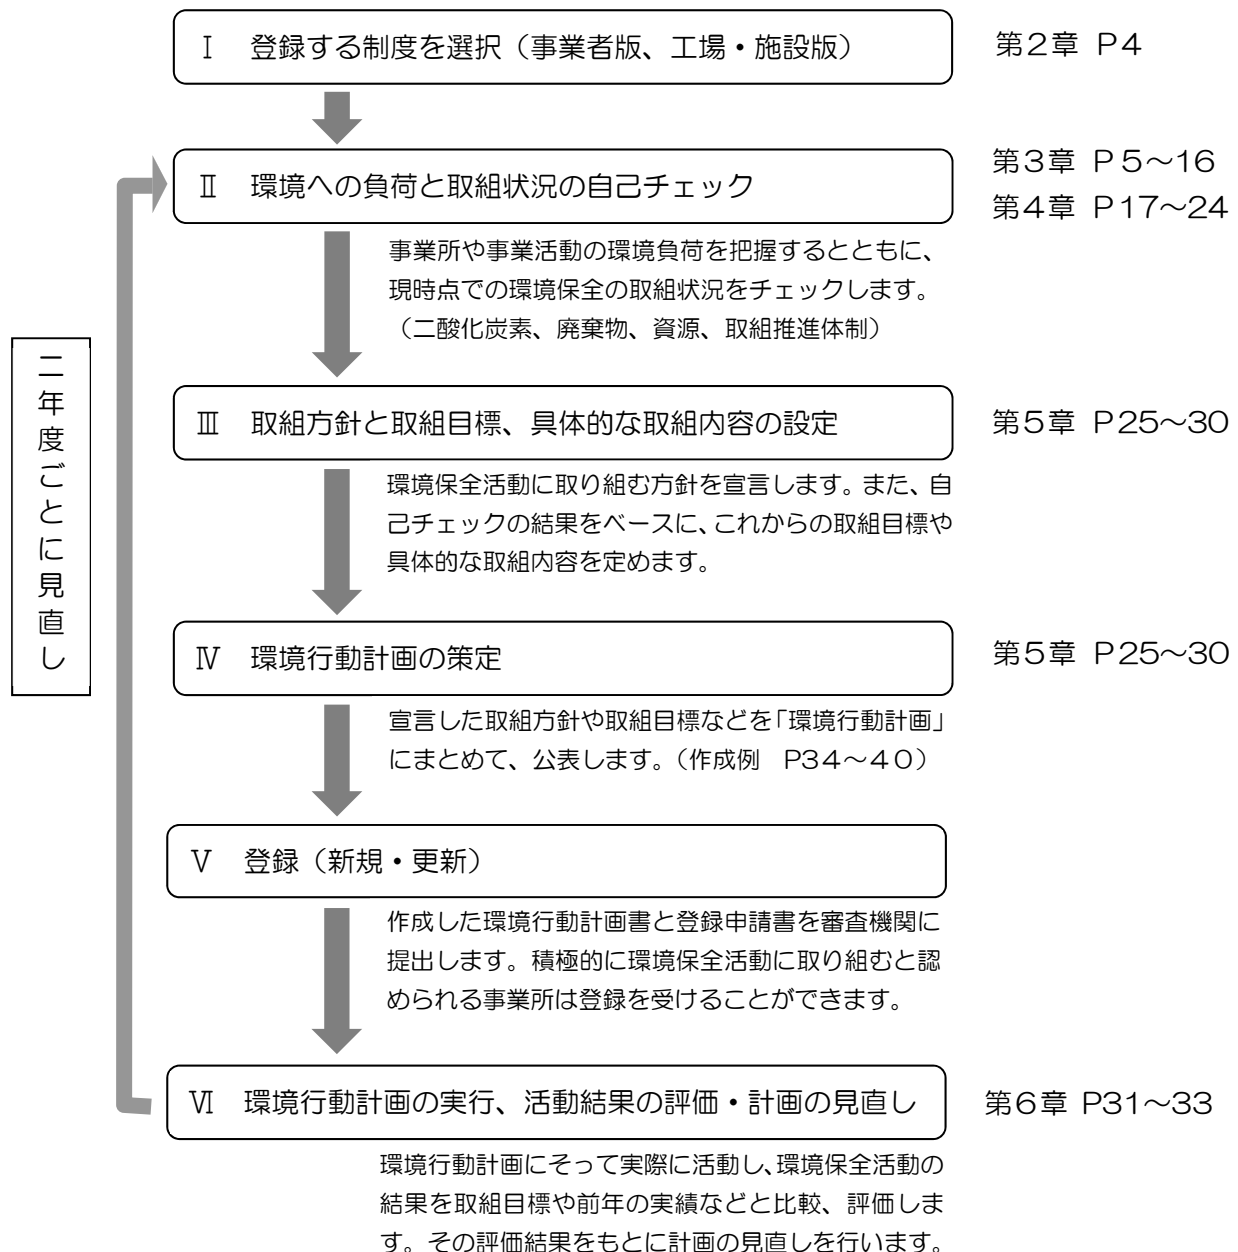 Ⅰ 登録する制度を選択（事業者版、工場・施設版）
第２章 P４
Ⅱ 環境への負荷と取組状況の自己チェック
第３章 P５～16
第４章 P17～24
事業所や事業活動の環境負荷を把握するとともに、
現時点での環境保全の取組状況をチェックします。
（二酸化炭素、廃棄物、資源、取組推進体制）
二年度ごとに見直し
Ⅲ 取組方針と取組目標、具体的な取組内容の設定
第５章 P25～30
環境保全活動に取り組む方針を宣言します。また、自
己チェックの結果をベースに、これからの取組目標や
具体的な取組内容を定めます。
Ⅳ 環境行動計画の策定
第５章 P25～30
宣言した取組方針や取組目標などを「環境行動計画」
にまとめて、公表します。（作成例 P34～４０）
Ⅴ 登録（新規・更新）
作成した環境行動計画書と登録申請書を審査機関に
提出します。積極的に環境保全活動に取り組むと認
められる事業所は登録を受けることができます。
Ⅵ 環境行動計画の実行、活動結果の評価・計画の見直し
第６章 P31～33
環境行動計画にそって実際に活動し、環境保全活動の
結果を取組目標や前年の実績などと比較、評価しま
す。その評価結果をもとに計画の見直しを行います。